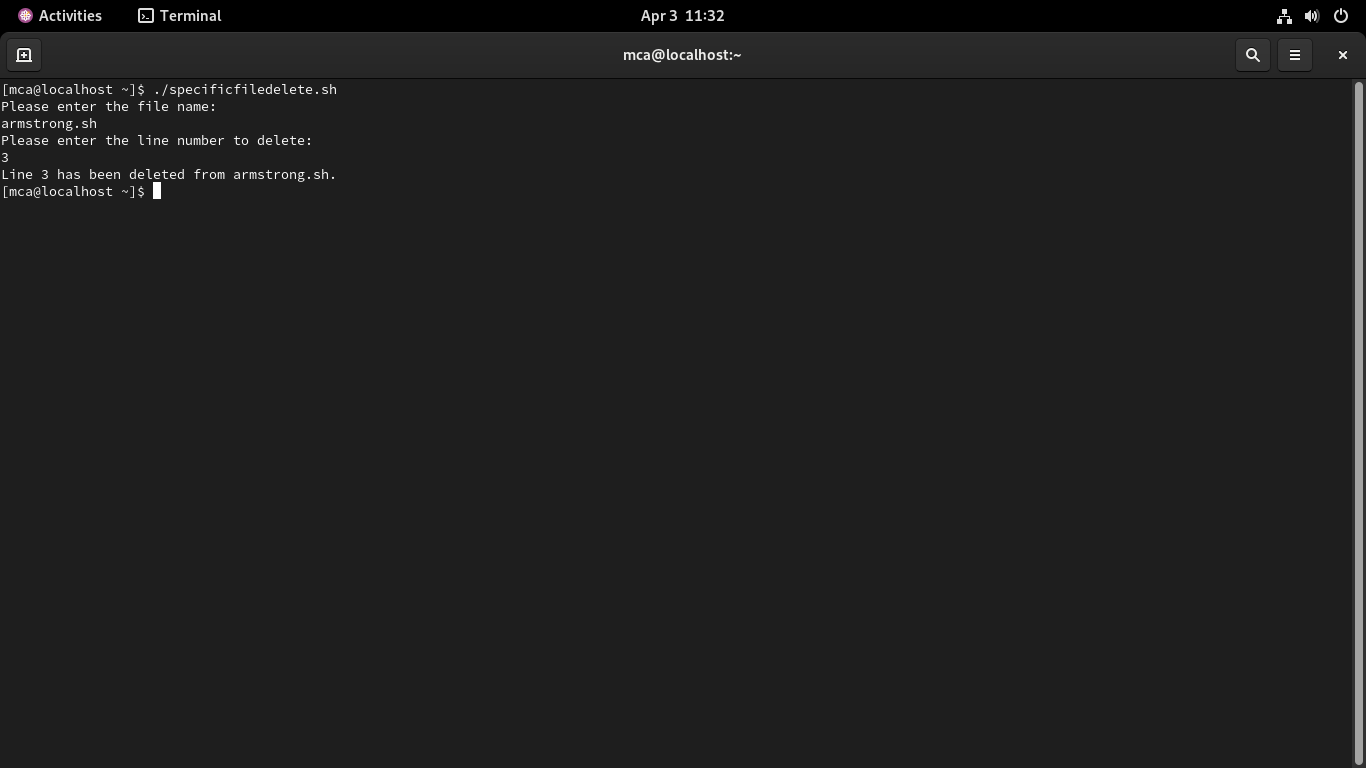 Activities
Terminal
Apr 3 11:32
mca@localhost:~
[mca@localhost ~]$ ./specificfiledelete.sh
Please enter the file name:
armstrong.sh
Please enter the line number to delete:
3
Line 3 has been deleted from armstrong.sh.
[mca@localhost ~]$